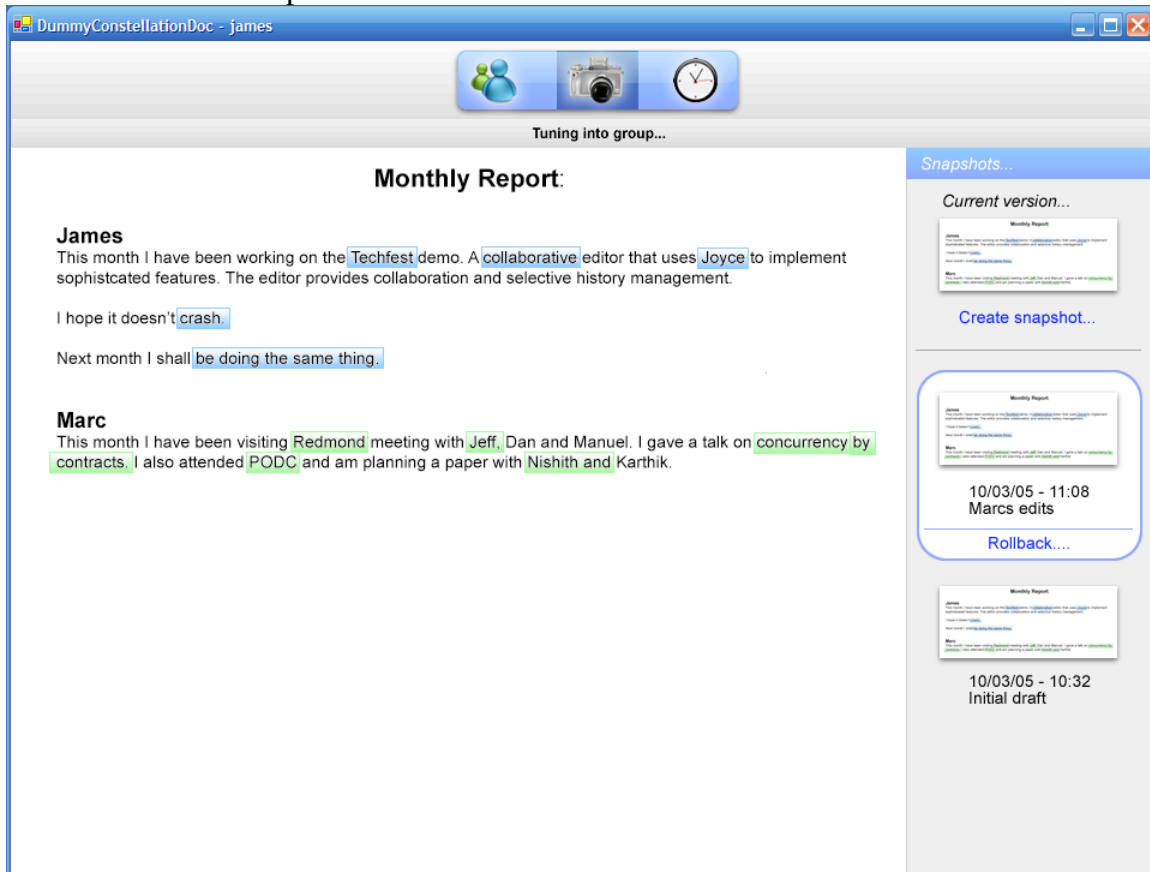 DummyConstellationDoc - james
Tuning into group...
Monthly Report:
James
This month I have been working on the Techfest demo. A collaborative editor that uses Joyce to implement
sophistcated features. The editor provides collaboration and selective history management.
I hope it doesn't crash.
Next month I shall be doing the same thing.
Marc
This month I have been visiting Redmond meeting with Jeff, Dan and Manuel. I gave a talk on concurrency by
contracts. I also attended PODC and am planning a paper with Nishith and Karthik.
Snapshots...
Current version...
Create snapshot...
10/03/05 - 11:08
Marcs edits
Rollback....
10/03/05 - 10:32
Initial draft